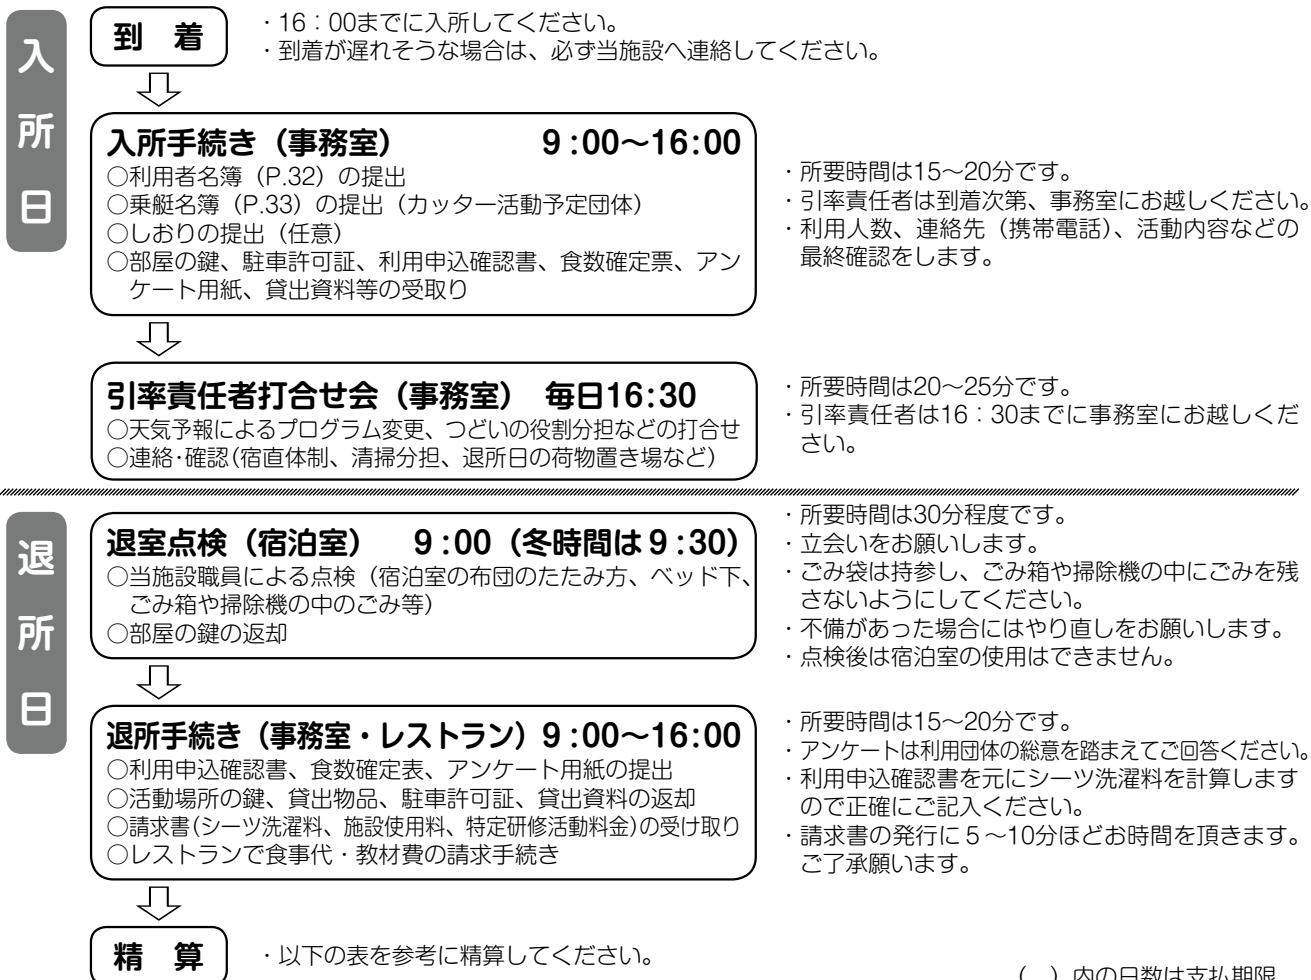 入所日
到 着
・16：00までに入所してください。
・到着が遅れそうな場合は、必ず当施設へ連絡してください。
入所手続き（事務室） 9:00〜16:00
○利用者名簿（P.32）の提出
○乗艇名簿（P.33）の提出（カッター活動予定団体）
○しおりの提出（任意）
○部屋の鍵、駐車許可証、利用申込確認書、食数確定票、アン
ケート用紙、貸出資料等の受取り
・所要時間は15〜20分です。
・引率責任者は到着次第、事務室にお越しください。
・利用人数、連絡先（携帯電話）、活動内容などの
最終確認をします。
引率責任者打合せ会（事務室） 毎日16:30
○天気予報によるプログラム変更、つどいの役割分担などの打合せ
○連絡･確認（宿直体制、清掃分担、退所日の荷物置き場など）
・所要時間は20〜25分です。
・引率責任者は16：30までに事務室にお越しくだ
さい。
退所日
退室点検（宿泊室） 9:00（冬時間は9:30）
○当施設職員による点検（宿泊室の布団のたたみ方、ベッド下、
ごみ箱や掃除機の中のごみ等）
○部屋の鍵の返却
・所要時間は30分程度です。
・立会いをお願いします。
・ごみ袋は持参し、ごみ箱や掃除機の中にごみを残
さないようにしてください。
・不備があった場合にはやり直しをお願いします。
・点検後は宿泊室の使用はできません。
退所手続き（事務室・レストラン）9:00〜16:00
○利用申込確認書、食数確定表、アンケート用紙の提出
○活動場所の鍵、貸出物品、駐車許可証、貸出資料の返却
○請求書（シーツ洗濯料、施設使用料、特定研修活動料金）の受け取り
○レストランで食事代・教材費の請求手続き
・所要時間は15〜20分です。
・アンケートは利用団体の総意を踏まえてご回答ください。
・利用申込確認書を元にシーツ洗濯料を計算します
ので正確にご記入ください。
・請求書の発行に５〜10分ほどお時間を頂きます。
ご了承願います。
精 算
・以下の表を参考に精算してください。
（ ）内の日数は支払期限